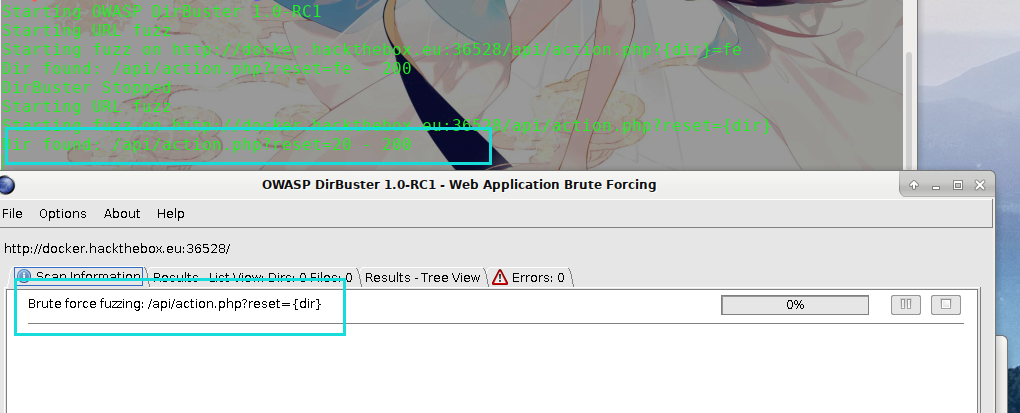 Starting OWASP DirBuster 1.0-RC1
Starting URL fuzz
Starting fuzz on http://docker.hackthebox.eu:36528/api/action.php?{dir}=fe
Dir found: /api/action.php?reset=fe - 200
DirBuster Stopped
Starting URL fuzz
Starting fuzz on http://docker.hackthebox.eu:36528/api/action.php?reset={dir}
Dir found: /api/action.php?reset=20 - 200
OWASP DirBuster 1.0-RC1 - Web Application Brute Forcing
File Options About Help
http://docker.hackthebox.eu:36528/
Scan Information Results - List View: Dirs: 0 Files: 0 Results - Tree View Errors: 0
Brute force fuzzing: /api/action.php?reset={dir} 0%